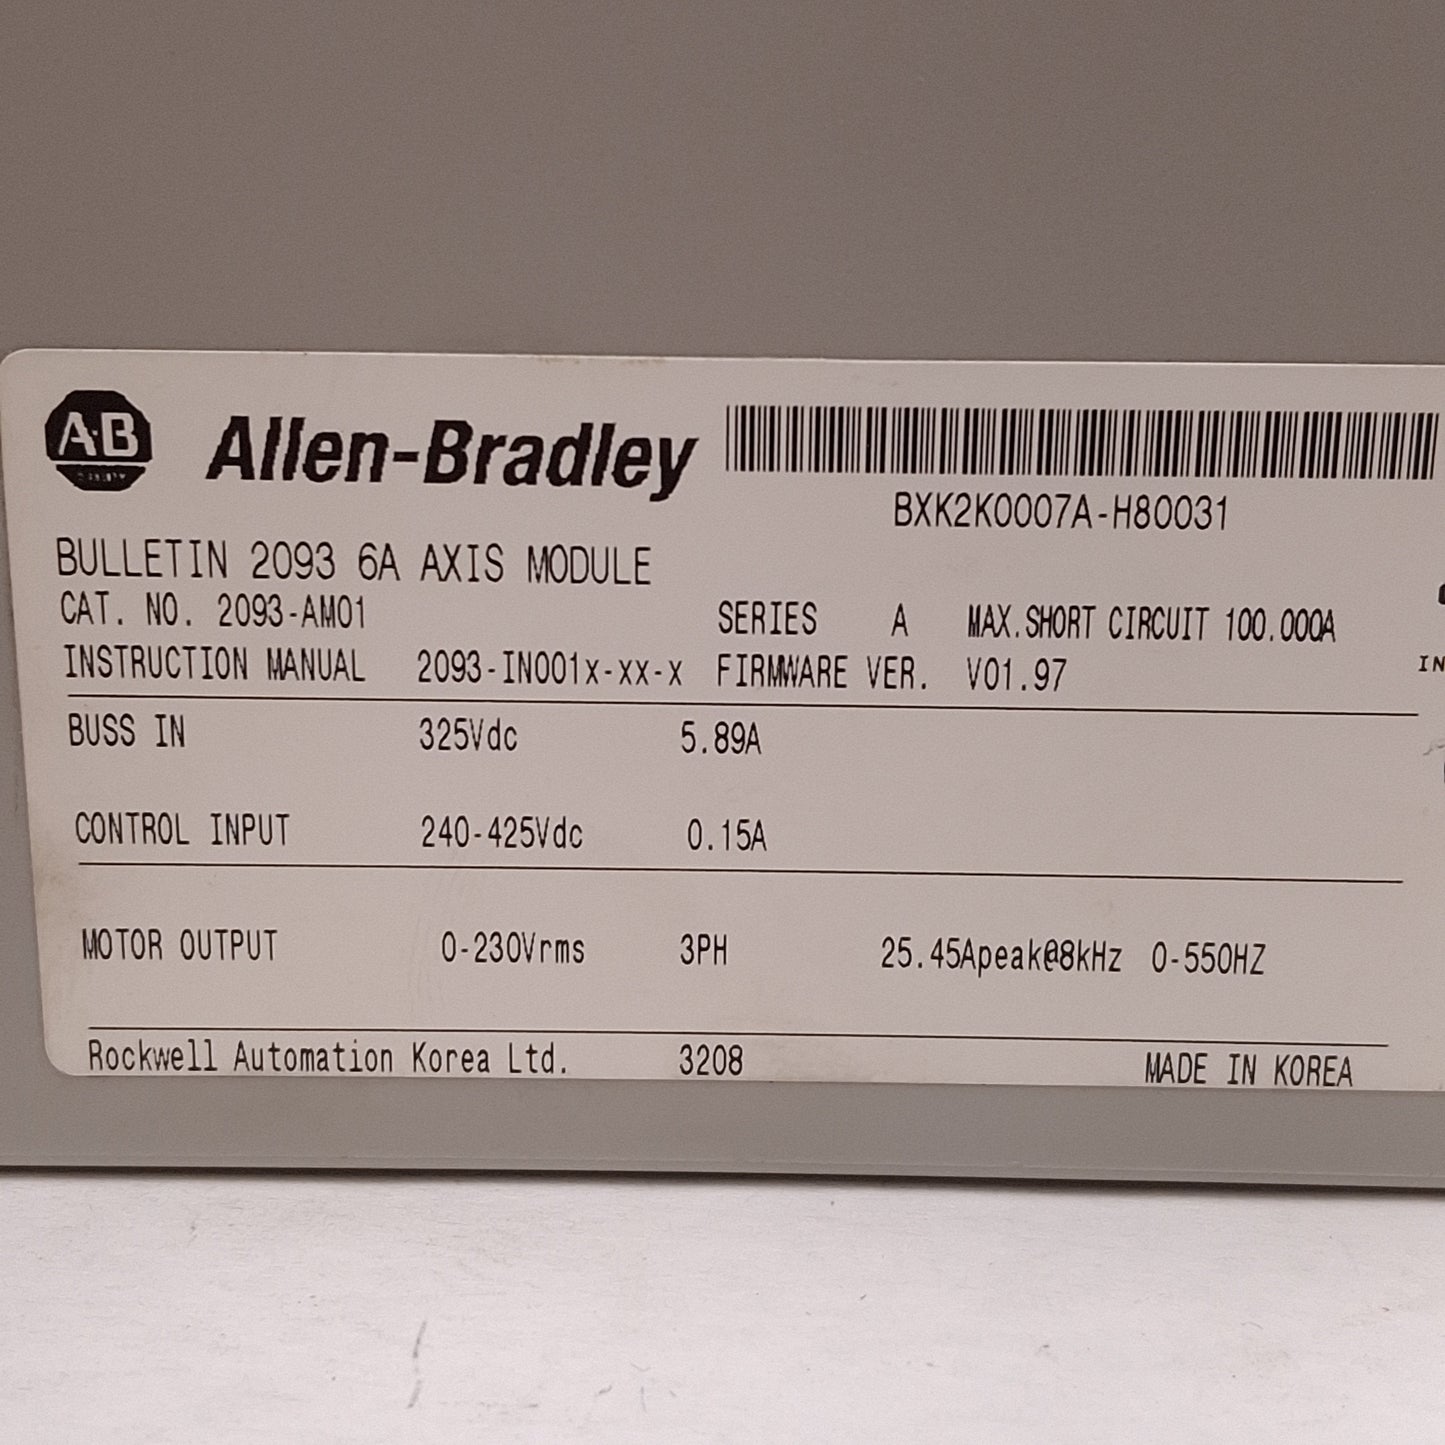 A·B
Allen-Bradley
BXK2K0007A-H80031
BULLETIN 2093 6A AXIS MODULE
CAT. NO. 2093-AM01 SERIES A MAX.SHORT CIRCUIT 100.000A
INSTRUCTION MANUAL 2093-IN001x-xx-x FIRMWARE VER. V01.97
IN
BUSS IN 325Vdc 5.89A
CONTROL INPUT 240-425Vdc 0.15A
MOTOR OUTPUT 0-230Vrms 3PH 25.45Apeak@8kHz 0-550HZ
Rockwell Automation Korea Ltd. 3208 MADE IN KOREA